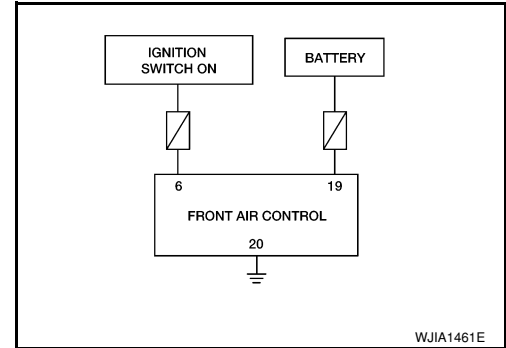 IGNITION
SWITCH ON
BATTERY
6
19
FRONT AIR CONTROL
20
WJIA1461E